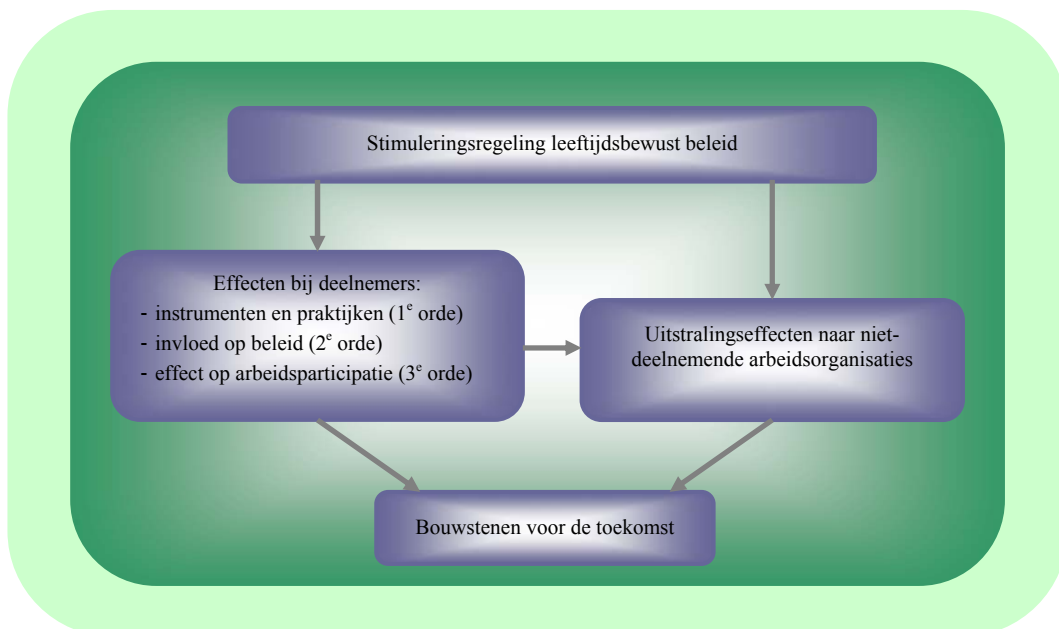 Stimuleringsregeling leeftijdsbewust beleid
Effecten bij deelnemers:
- instrumenten en praktijken (1e orde)
- invloed op beleid (2e orde)
- effect op arbeidsparticipatie (3e orde)
Uitstralingseffecten naar niet-
deelnemende arbeidsorganisaties
Bouwstenen voor de toekomst